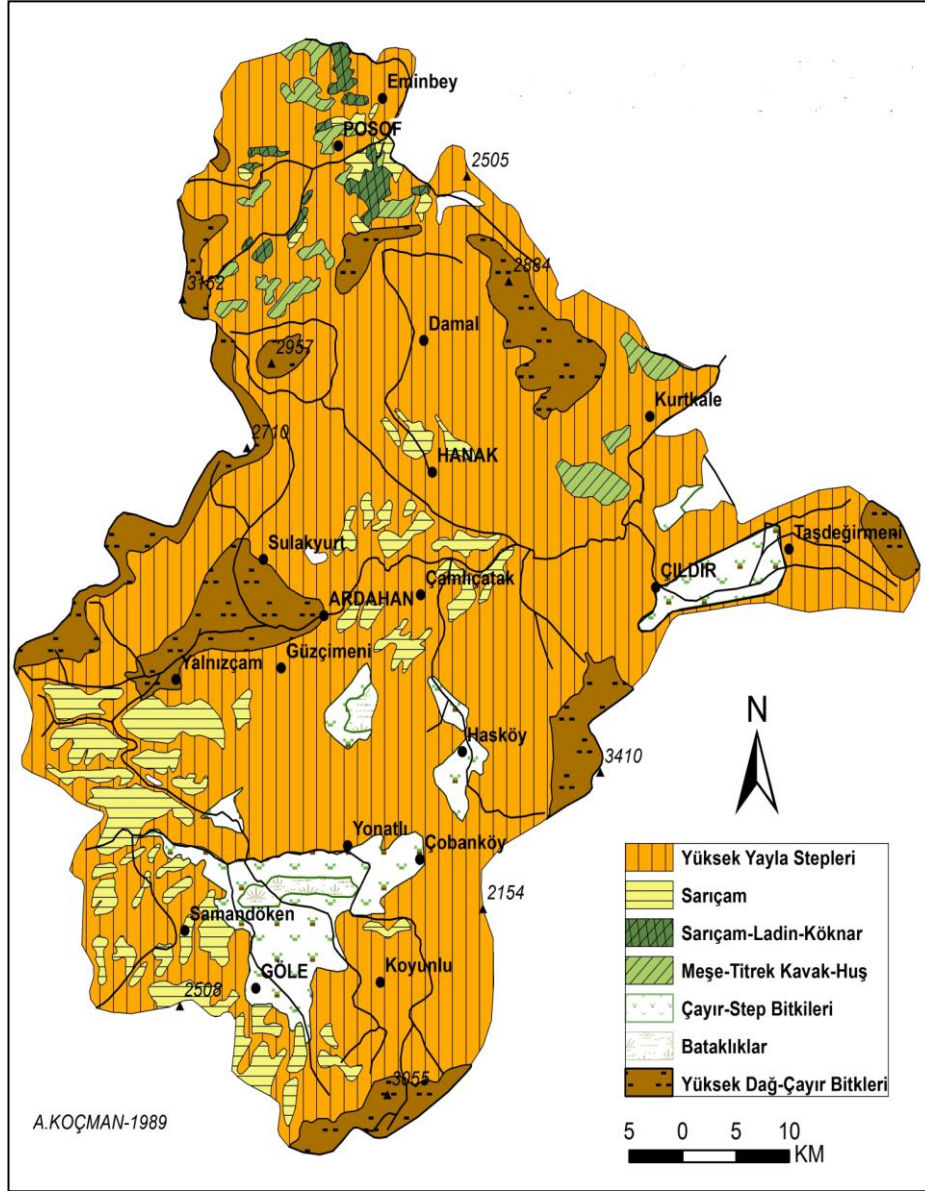 Eminbey
POSOF
2505
3162
2884
2957
Damal
Kurtkale
2710
HANAK
Sulakyurt
Taşdeğirmeni
Çamlıçatak
ÇILDIR
ARDAHAN
Yalnızçam
Güzçimeni
N
Hasköy
3410
Yonatlı
Çobanköy
2154
Samandöken
GÖLE
Koyunlu
2508
3055
Yüksek Yayla Stepleri
Sarıçam
Sarıçam-Ladin-Köknar
Meşe-Titrek Kavak-Huş
Çayır-Step Bitkileri
Bataklıklar
Yüksek Dağ-Çayır Bitkleri
A.KOÇMAN-1989
5 0 5 10
KM